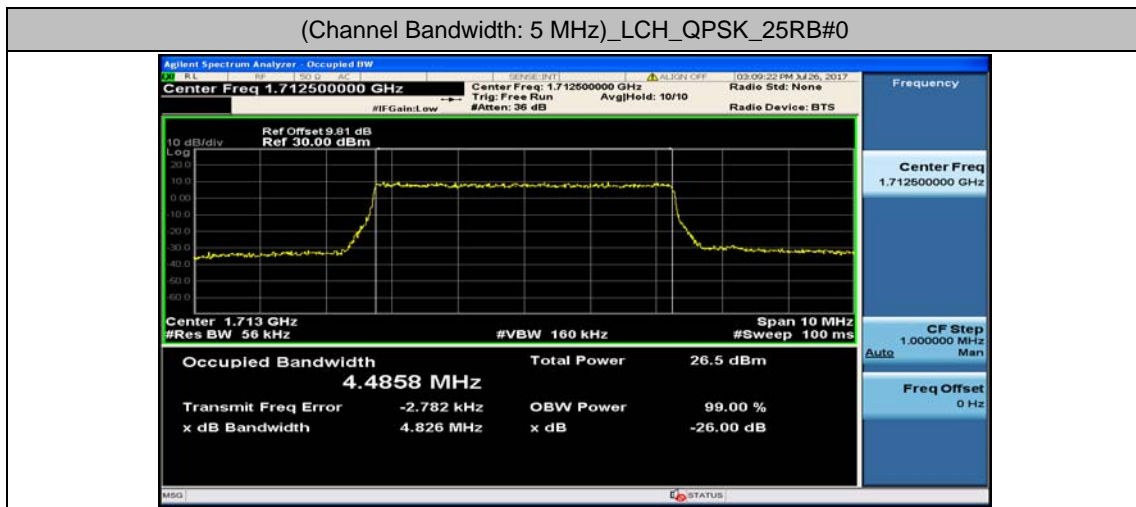 (Channel Bandwidth: 5 MHz)_LCH_QPSK_25RB#0
Agilent Spectrum Analyzer - Occupied BW
RL RF 50 Ω AC SENSE:INT ALIGN OFF 03:09:22 PM Jul 26, 2017
Center Freq 1.712500000 GHz
Center Freq: 1.712500000 GHz
Radio Std: None
Trig: Free Run Avg|Hold: 10/10
#IFGain:Low #Atten: 36 dB Radio Device: BTS
Frequency
Ref Offset 9.81 dB
10 dB/div Ref 30.00 dBm
Log
20.0
10.0
0.00
-10.0
-20.0
-30.0
-40.0
-50.0
-60.0
Center 1.713 GHz Span 10 MHz
#Res BW 56 kHz #VBW 160 kHz #Sweep 100 ms
Center Freq
1.712500000 GHz
CF Step
1.000000 MHz
Auto Man
Freq Offset
0 Hz
Occupied Bandwidth Total Power 26.5 dBm
4.4858 MHz
Transmit Freq Error -2.782 kHz OBW Power 99.00 %
x dB Bandwidth 4.826 MHz x dB -26.00 dB
MSG STATUS